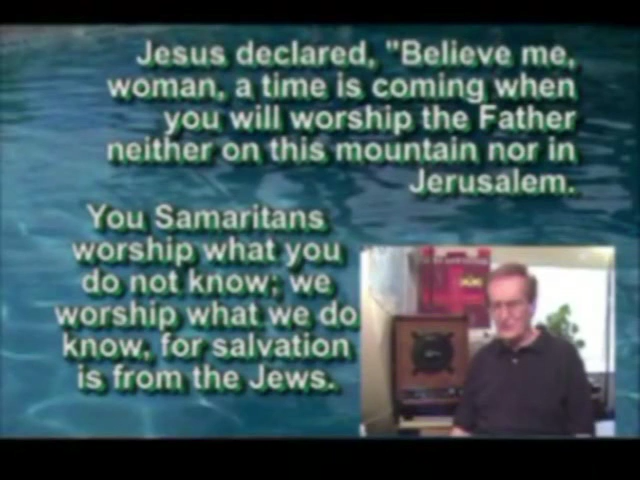 Jesus declared, "Believe me,
woman, a time is coming when
you will worship the Father
neither on this mountain nor in
Jerusalem.
You Samaritans
worship what you
do not know; we
worship what we do
know, for salvation
is from the Jews.